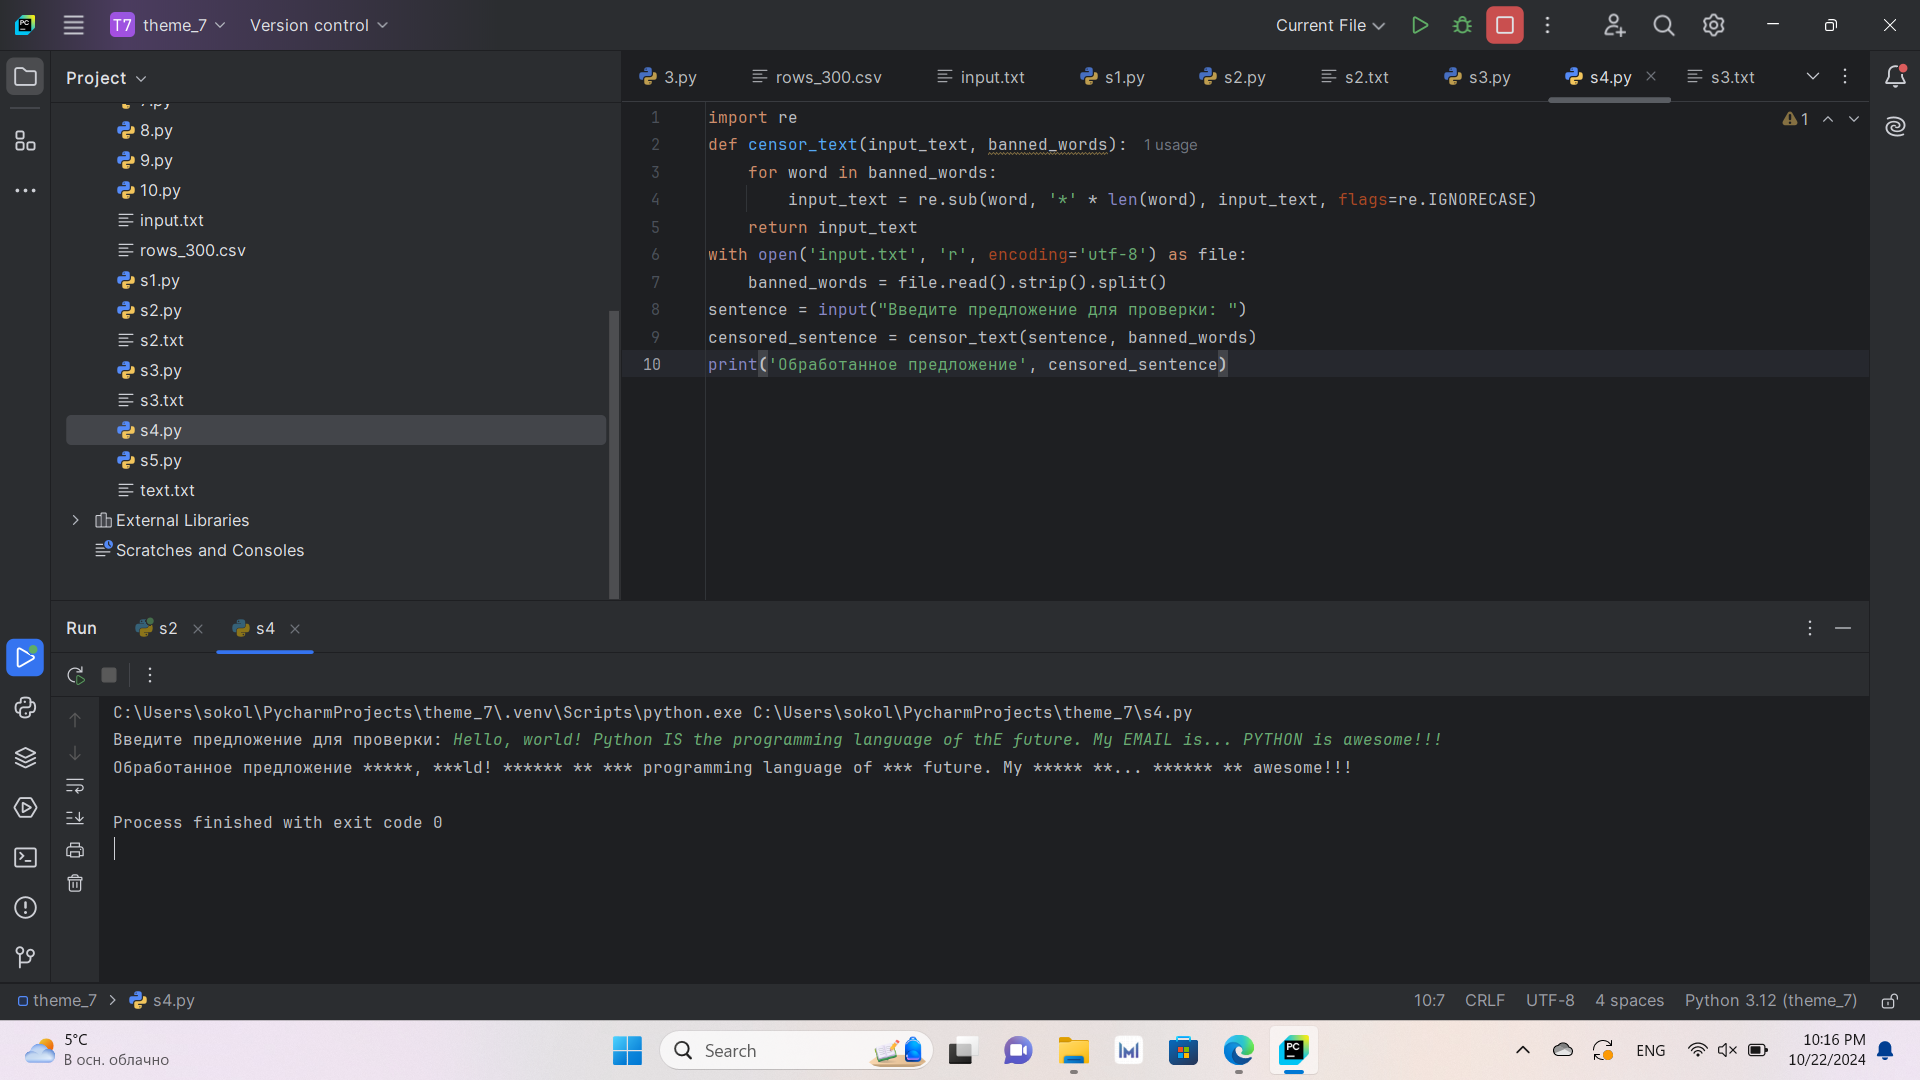 T7 theme_7 Version control Current File
Project
3.py rows_300.csv input.txt s1.py s2.py s2.txt s3.py s4.py s3.txt
7.py
8.py
9.py
10.py
input.txt
rows_300.csv
s1.py
s2.py
s2.txt
s3.py
s3.txt
s4.py
s5.py
text.txt
External Libraries
Scratches and Consoles
1 import re
2 def censor_text(input_text, banned_words): 1 usage
3 for word in banned_words:
4 input_text = re.sub(word, '*' * len(word), input_text, flags=re.IGNORECASE)
5 return input_text
6 with open('input.txt', 'r', encoding='utf-8') as file:
7 banned_words = file.read().strip().split()
8 sentence = input("Введите предложение для проверки: ")
9 censored_sentence = censor_text(sentence, banned_words)
10 print('Обработанное предложение', censored_sentence)
1
Run s2 s4
C:\Users\sokol\PycharmProjects\theme_7\.venv\Scripts\python.exe C:\Users\sokol\PycharmProjects\theme_7\s4.py
Введите предложение для проверки: Hello, world! Python IS the programming language of thE future. My EMAIL is... PYTHON is awesome!!!
Обработанное предложение *****, ***ld! ****** ** *** programming language of *** future. My ***** **... ****** ** awesome!!!
Process finished with exit code 0
theme_7 s4.py 10:7 CRLF UTF-8 4 spaces Python 3.12 (theme_7)
5°C
В осн. облачно
Search
PC
ENG
10:16 PM
10/22/2024